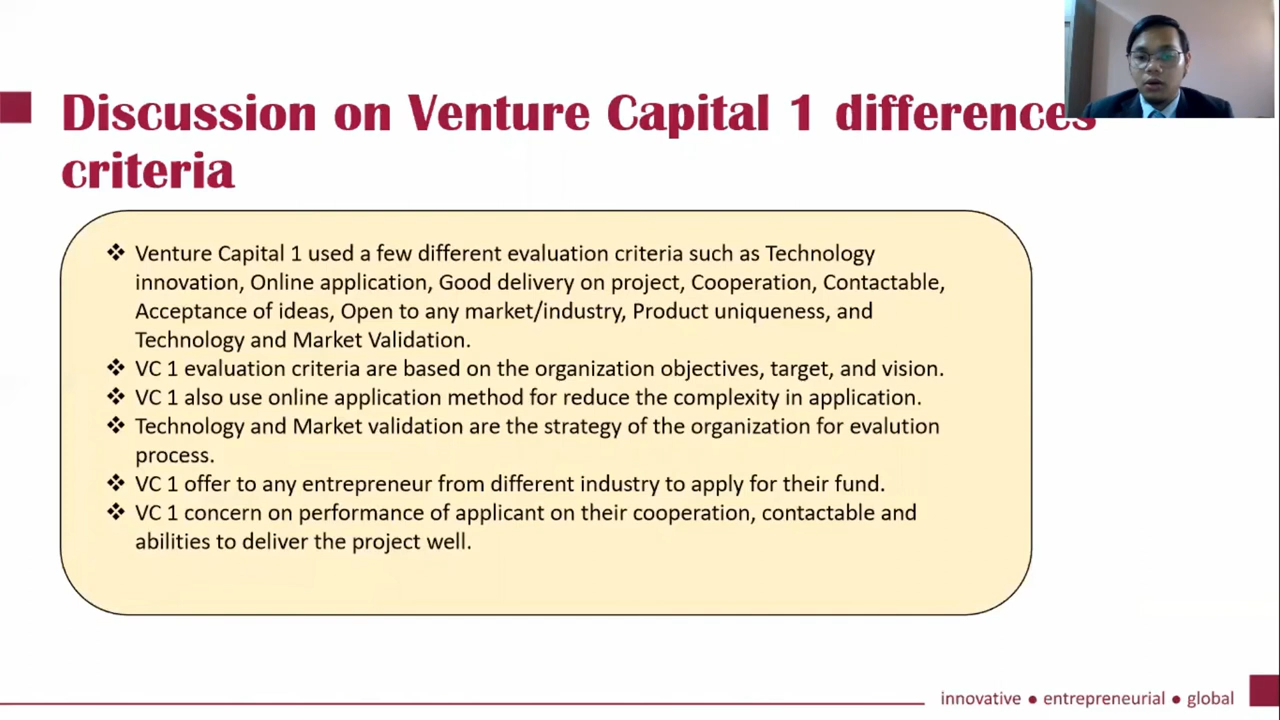 Discussion on Venture Capital 1 differences
criteria
❖ Venture Capital 1 used a few different evaluation criteria such as Technology
innovation, Online application, Good delivery on project, Cooperation, Contactable,
Acceptance of ideas, Open to any market/industry, Product uniqueness, and
Technology and Market Validation.
❖ VC 1 evaluation criteria are based on the organization objectives, target, and vision.
❖ VC 1 also use online application method for reduce the complexity in application.
❖ Technology and Market validation are the strategy of the organization for evalution
process.
❖ VC 1 offer to any entrepreneur from different industry to apply for their fund.
❖ VC 1 concern on performance of applicant on their cooperation, contactable and
abilities to deliver the project well.
innovative ● entrepreneurial ● global